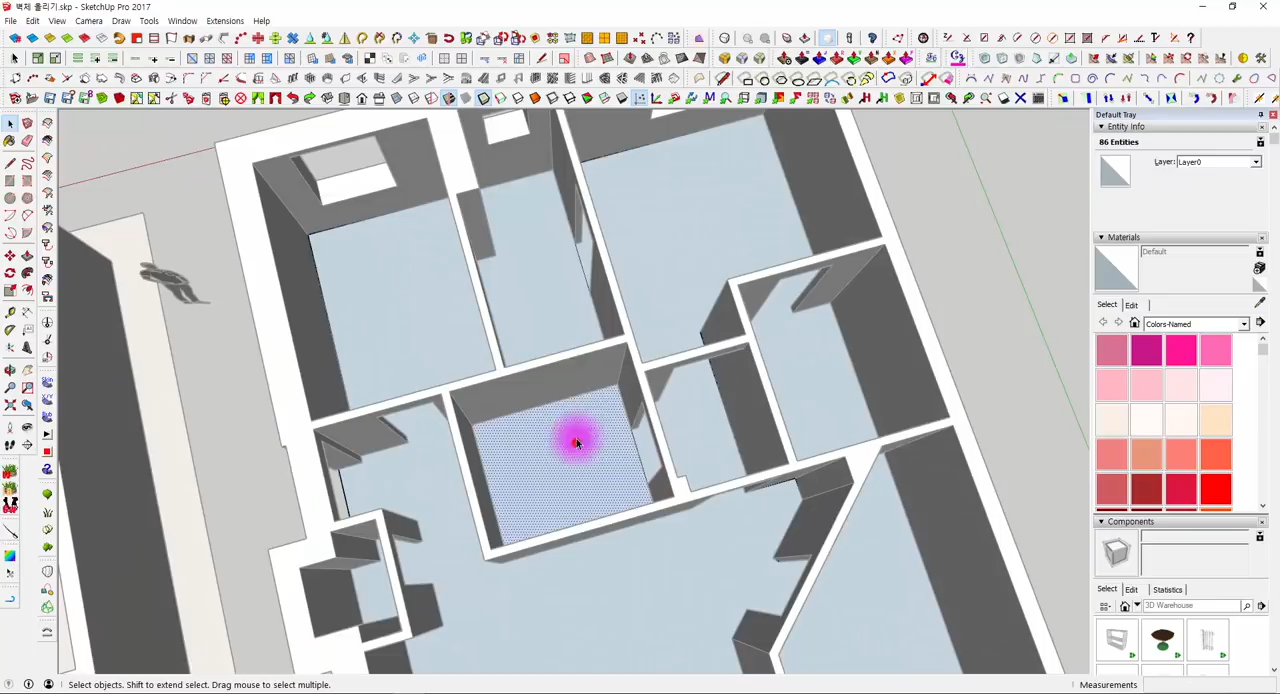 벽체 올리기.skp - SketchUp Pro 2017
File Edit View Camera Draw Tools Window Extensions Help
Default Tray
Entity Info
86 Entities
Layer: Layer0
Materials
Default
Select Edit
Colors-Named
Components
Select Edit Statistics
3D Warehouse
Select objects. Shift to extend select. Drag mouse to select multiple.
Measurements